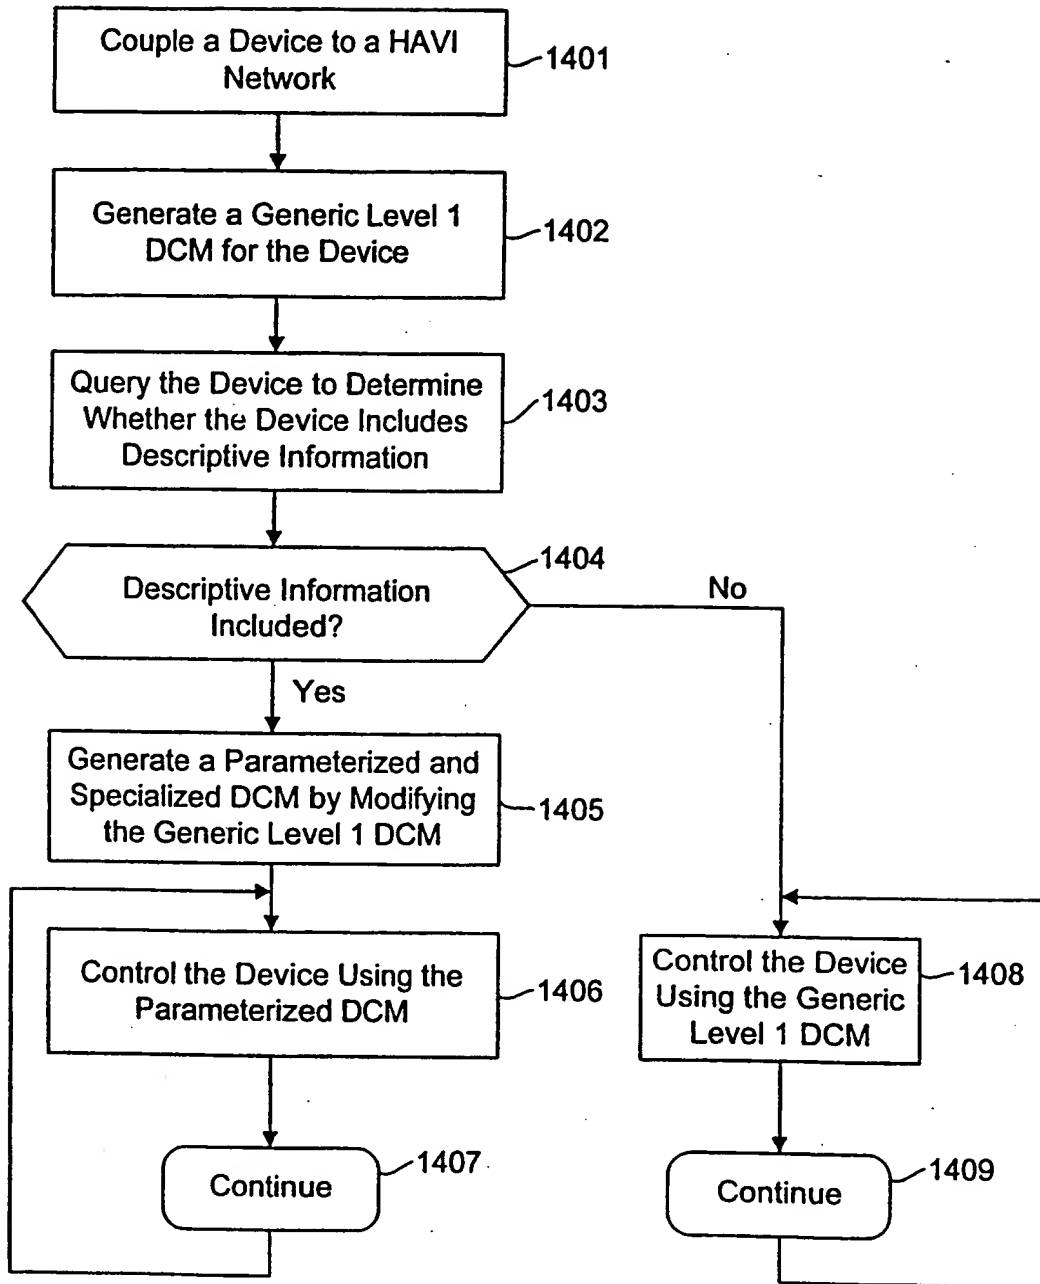 Couple a Device to a HAVI
Network
1401
Generate a Generic Level 1
DCM for the Device
1402
Query the Device to Determine
Whether the Device Includes
Descriptive Information
1403
Descriptive Information
Included?
1404
No
Yes
Generate a Parameterized and
Specialized DCM by Modifying
the Generic Level 1 DCM
1405
Control the Device Using the
Parameterized DCM
1406
Control the Device
Using the Generic
Level 1 DCM
1408
Continue
1407
Continue
1409